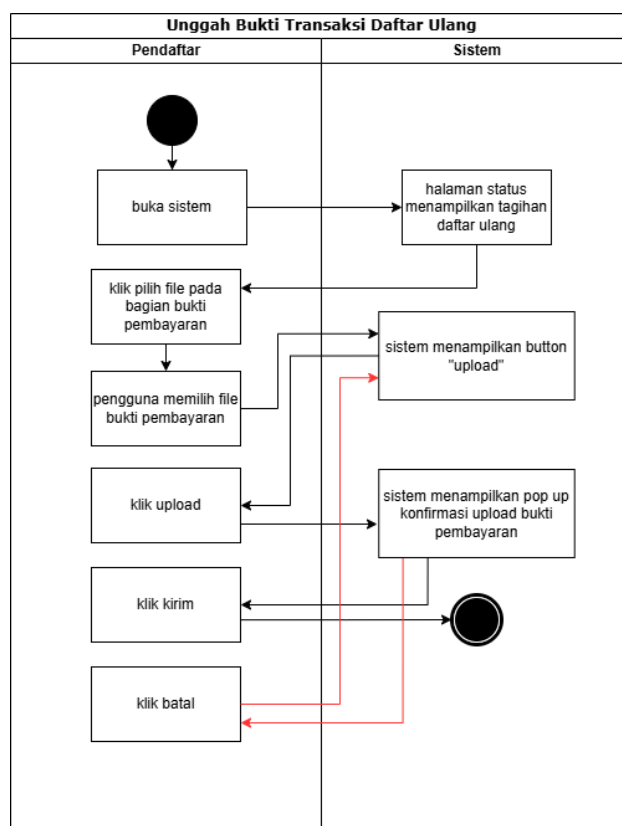 Unggah Bukti Transaksi Daftar Ulang
Pendaftar
Sistem
buka sistem
halaman status
menampilkan tagihan
daftar ulang
klik pilih file pada
bagian bukti
pembayaran
sistem menampilkan button
"upload"
pengguna memilih file
bukti pembayaran
klik upload
sistem menampilkan pop up
konfirmasi upload bukti
pembayaran
klik kirim
klik batal